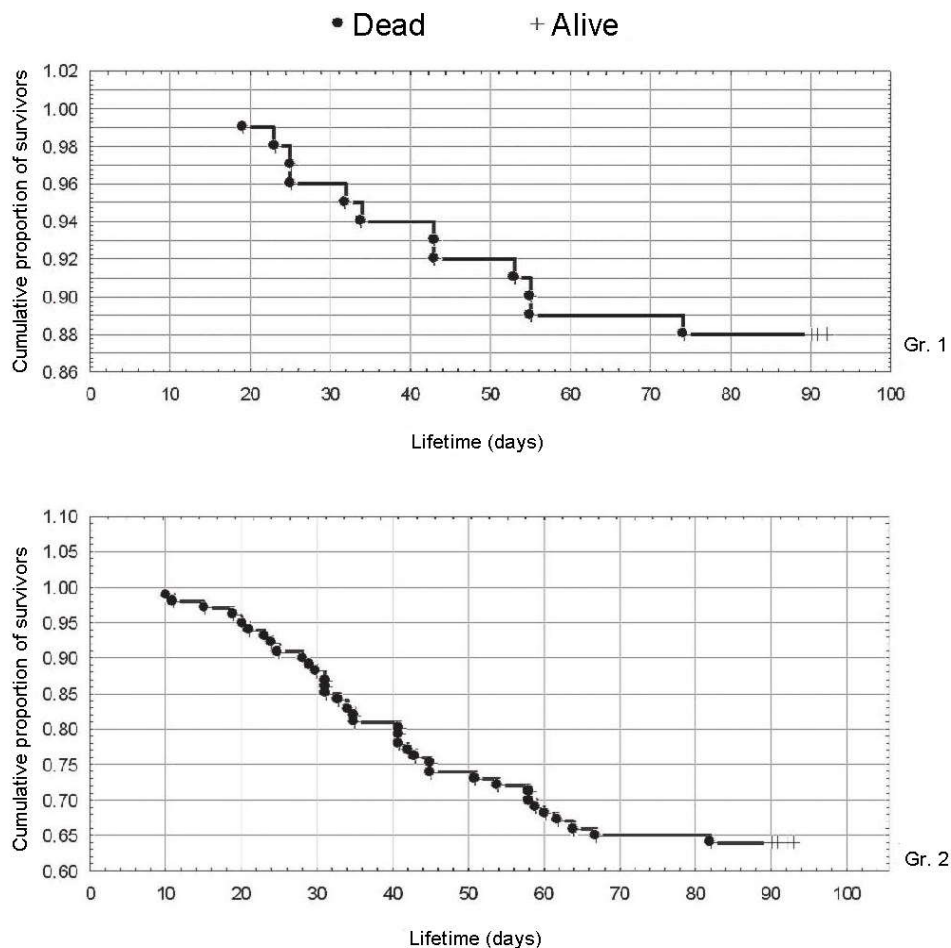 Dead Alive
Cumulative proportion of survivors
1.02
1.00
0.98
0.96
0.94
0.92
0.90
0.88
0.86
0 10 20 30 40 50 60 70 80 90 100
Gr. 1
Lifetime (days)
Cumulative proportion of survivors
1.10
1.05
1.00
0.95
0.90
0.85
0.80
0.75
0.70
0.65
0.60
0 10 20 30 40 50 60 70 80 90 100
Gr. 2
Lifetime (days)